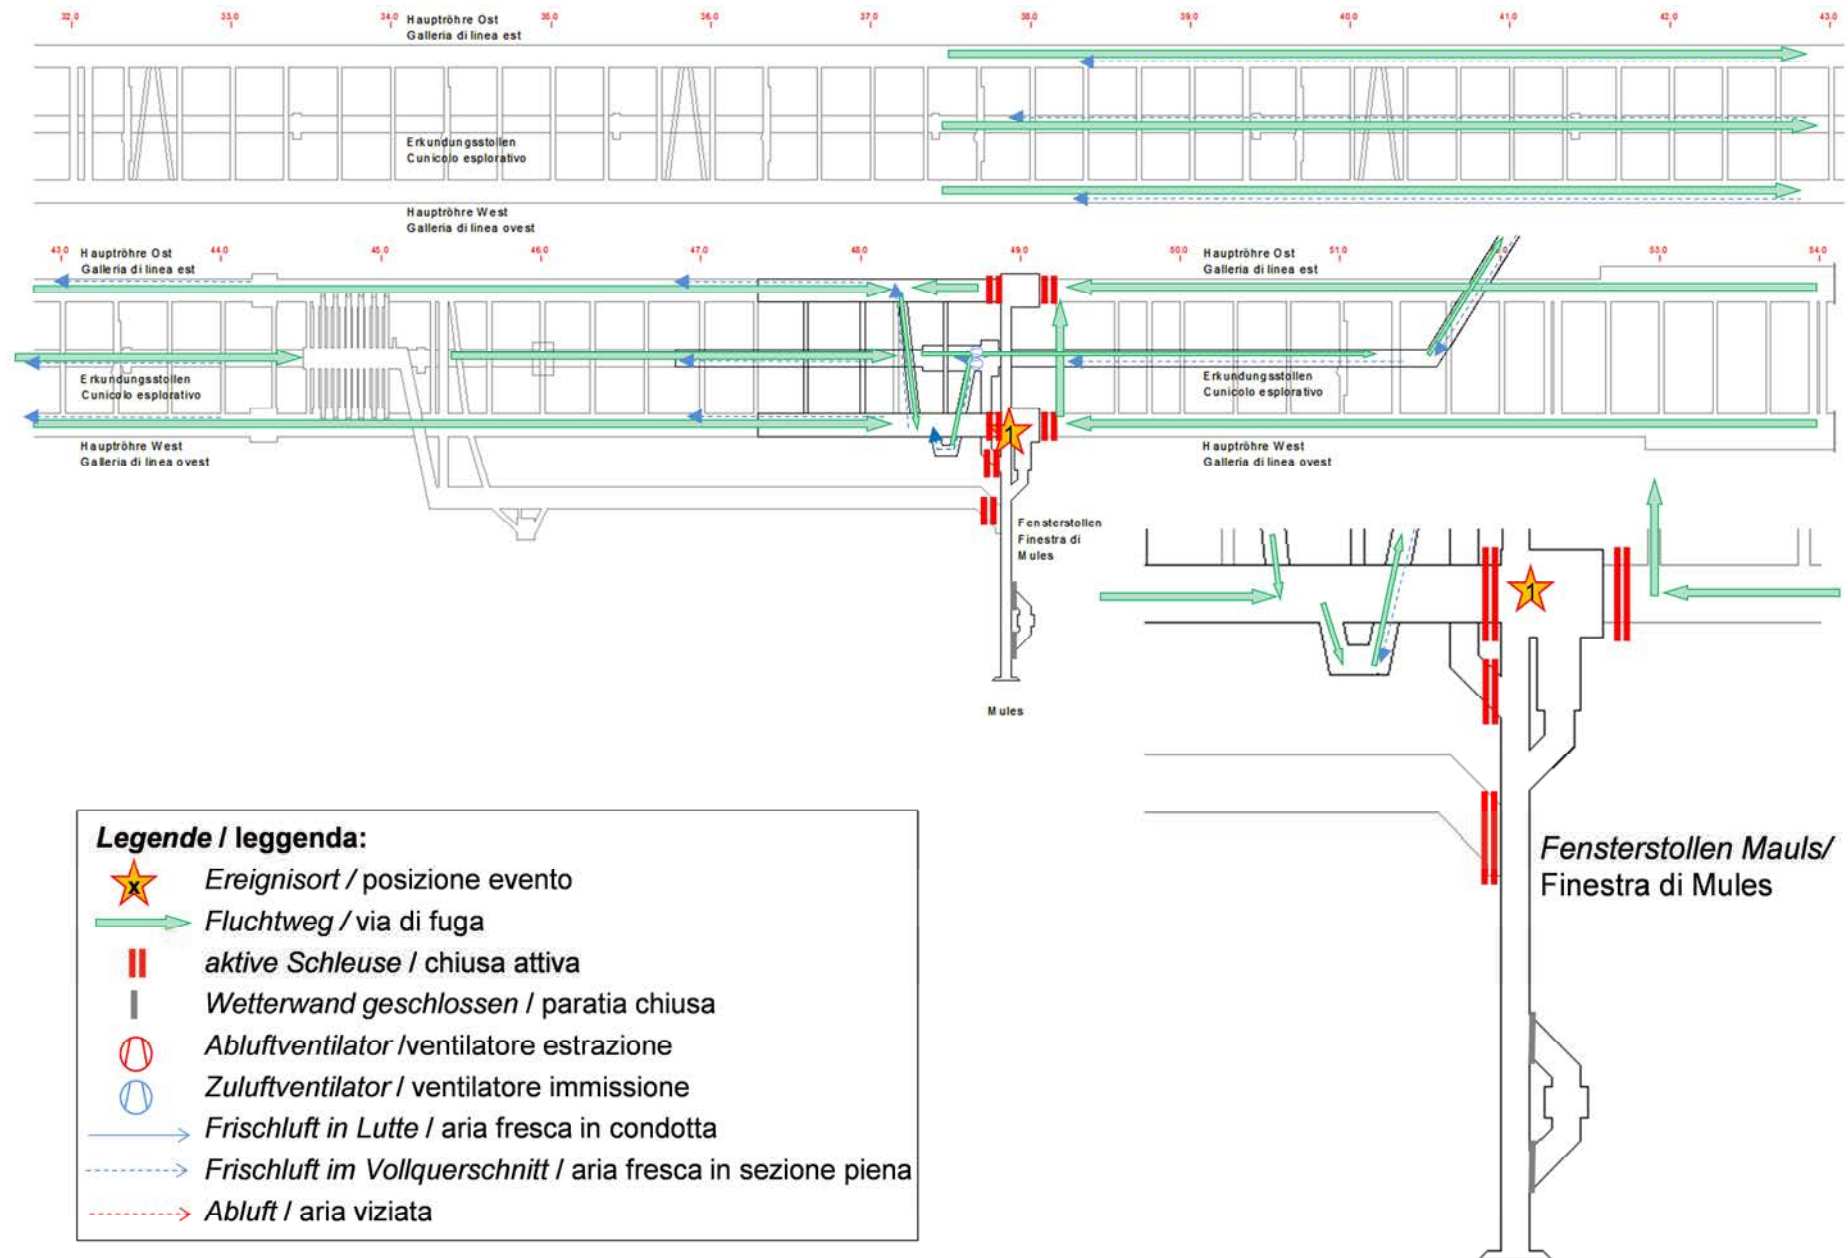 32.0 33.0 34.0 35.0 36.0 37.0 38.0 39.0 40.0 41.0 42.0 43.0
Hauptröhre Ost
Galleria di linea est
Erkundungsstollen
Cunicolo esplorativo
Hauptröhre West
Galleria di linea ovest
43.0 44.0 45.0 46.0 47.0 48.0 49.0 50.0 51.0 53.0 54.0
Hauptröhre Ost
Galleria di linea est
Hauptröhre Ost
Galleria di linea est
Erkundungsstollen
Cunicolo esplorativo
Erkundungsstollen
Cunicolo esplorativo
1
Hauptröhre West
Galleria di linea ovest
Hauptröhre West
Galleria di linea ovest
Fensterstollen
Finestra di
Mules
Mules
1
Fensterstollen Mauls/
Finestra di Mules
Legende / leggenda:
x
Ereignisort / posizione evento
Fluchtweg / via di fuga
aktive Schleuse / chiusa attiva
Wetterwand geschlossen / paratia chiusa
Abluftventilator /ventilatore estrazione
Zuluftventilator / ventilatore immissione
Frischluft in Lutte / aria fresca in condotta
Frischluft im Vollquerschnitt / aria fresca in sezione piena
Abluft / aria viziata